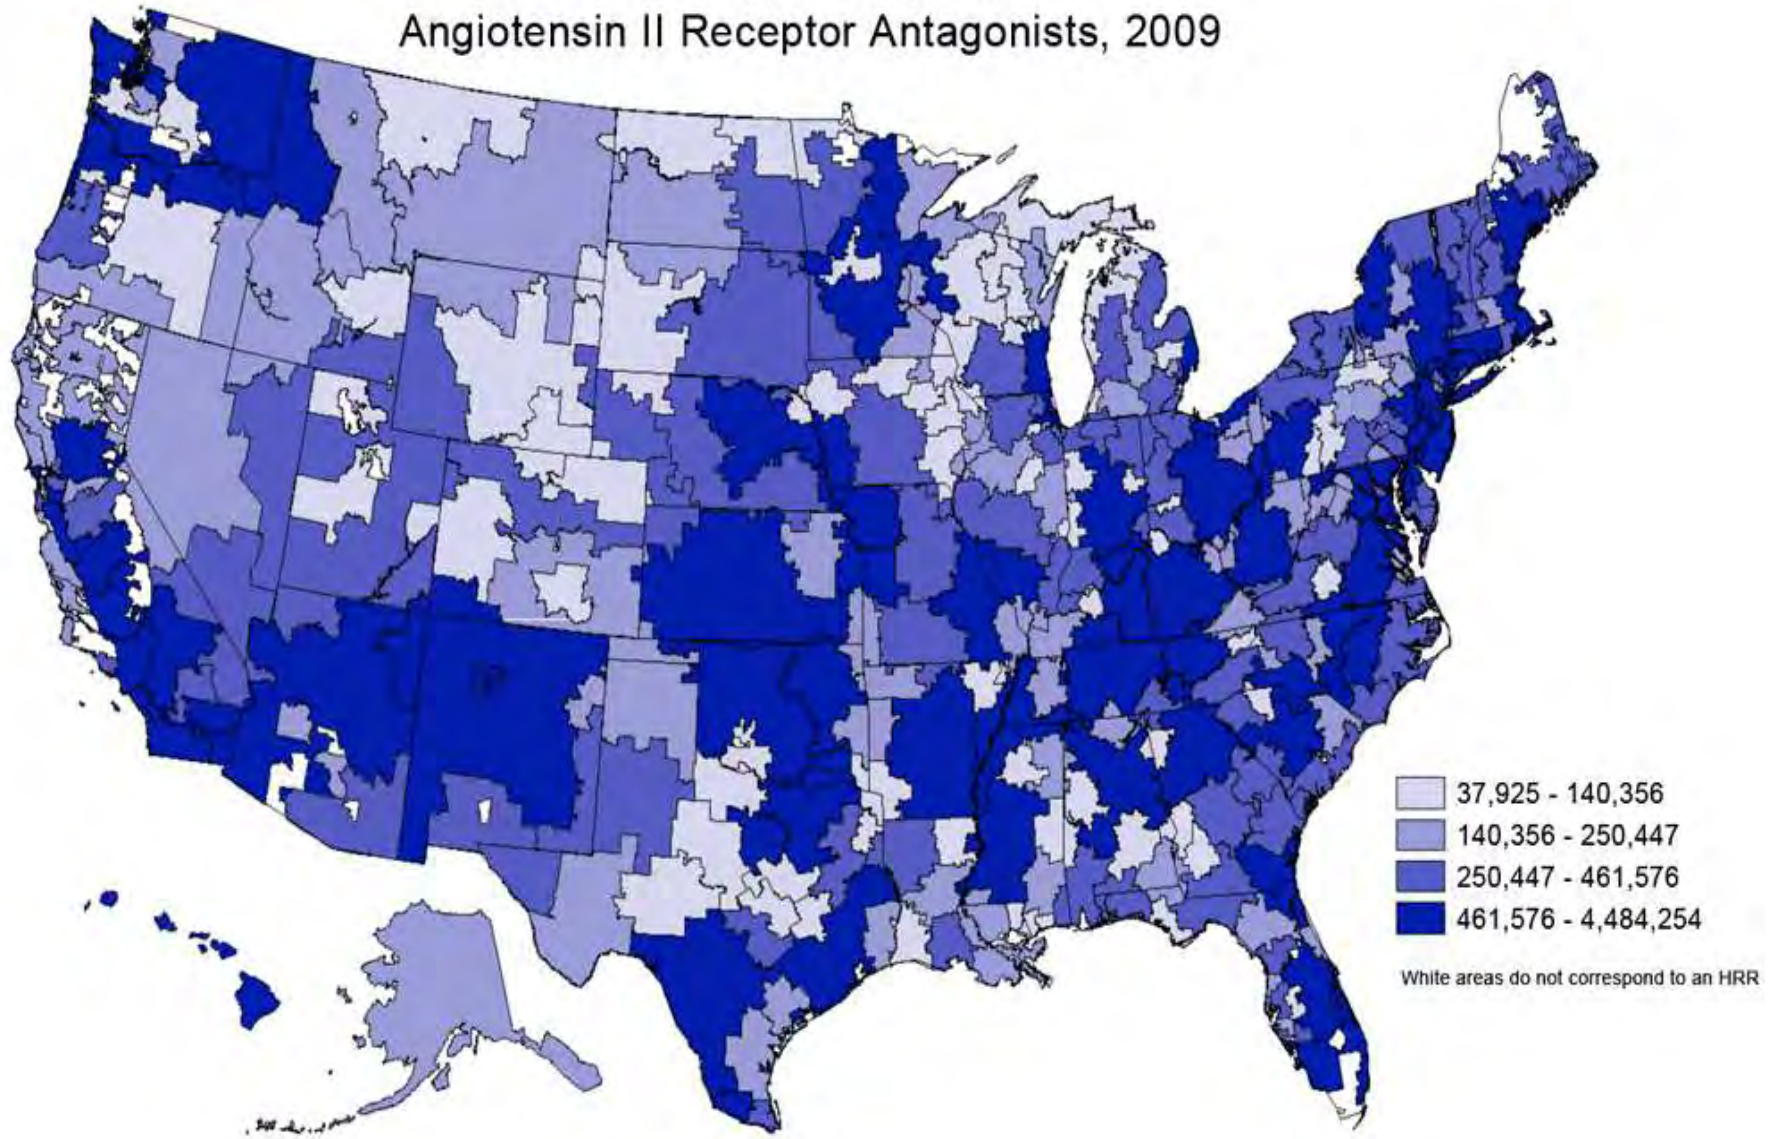 Angiotensin II Receptor Antagonists, 2009
37,925 - 140,356
140,356 - 250,447
250,447 - 461,576
461,576 - 4,484,254
White areas do not correspond to an HRR